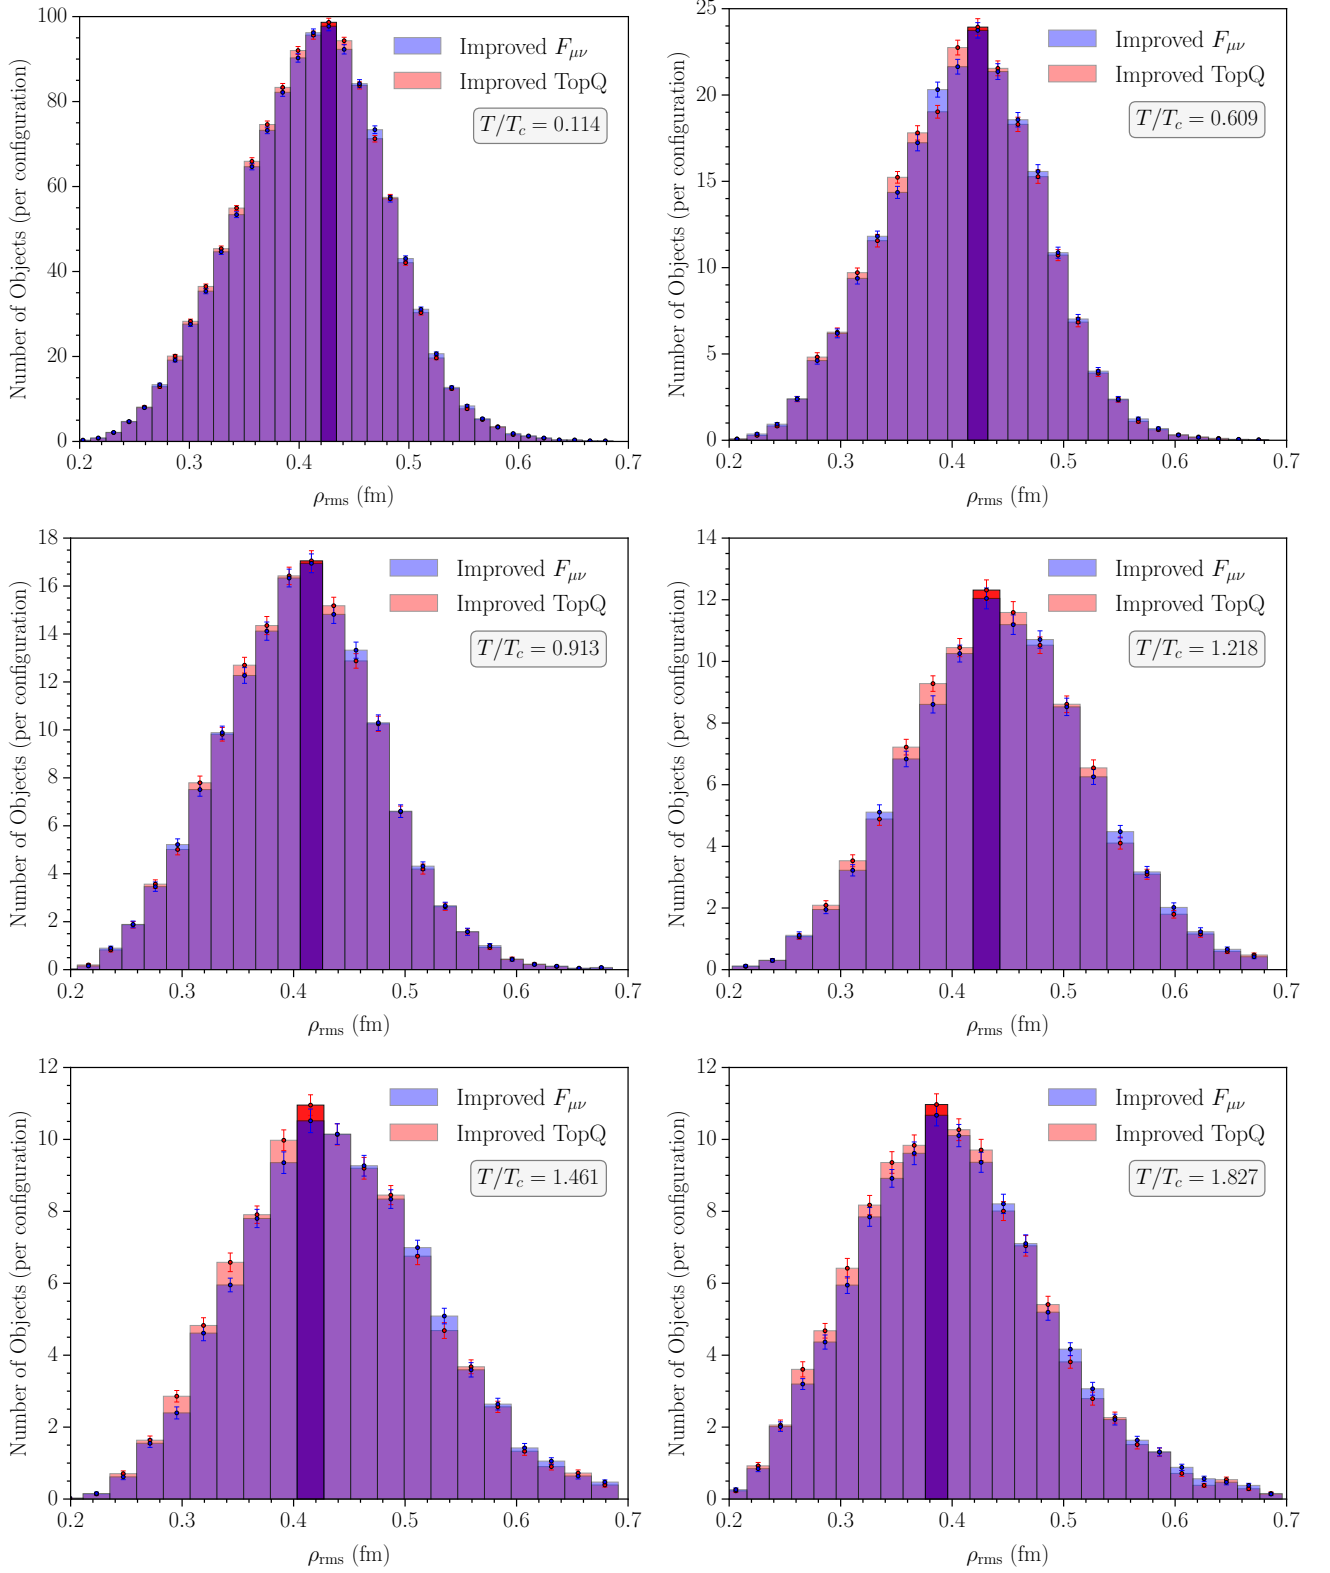 Number of Objects (per configuration)
100
80
60
40
20
0
Improved Fμν
Improved TopQ
T/Tc = 0.114
0.2 0.3 0.4 0.5 0.6 0.7
ρrms (fm)
Number of Objects (per configuration)
25
20
15
10
5
0
Improved Fμν
Improved TopQ
T/Tc = 0.609
0.2 0.3 0.4 0.5 0.6 0.7
ρrms (fm)
Number of Objects (per configuration)
18
16
14
12
10
8
6
4
2
0
Improved Fμν
Improved TopQ
T/Tc = 0.913
0.2 0.3 0.4 0.5 0.6 0.7
ρrms (fm)
Number of Objects (per configuration)
14
12
10
8
6
4
2
0
Improved Fμν
Improved TopQ
T/Tc = 1.218
0.2 0.3 0.4 0.5 0.6 0.7
ρrms (fm)
Number of Objects (per configuration)
12
10
8
6
4
2
0
Improved Fμν
Improved TopQ
T/Tc = 1.461
0.2 0.3 0.4 0.5 0.6 0.7
ρrms (fm)
Number of Objects (per configuration)
12
10
8
6
4
2
0
Improved Fμν
Improved TopQ
T/Tc = 1.827
0.2 0.3 0.4 0.5 0.6 0.7
ρrms (fm)